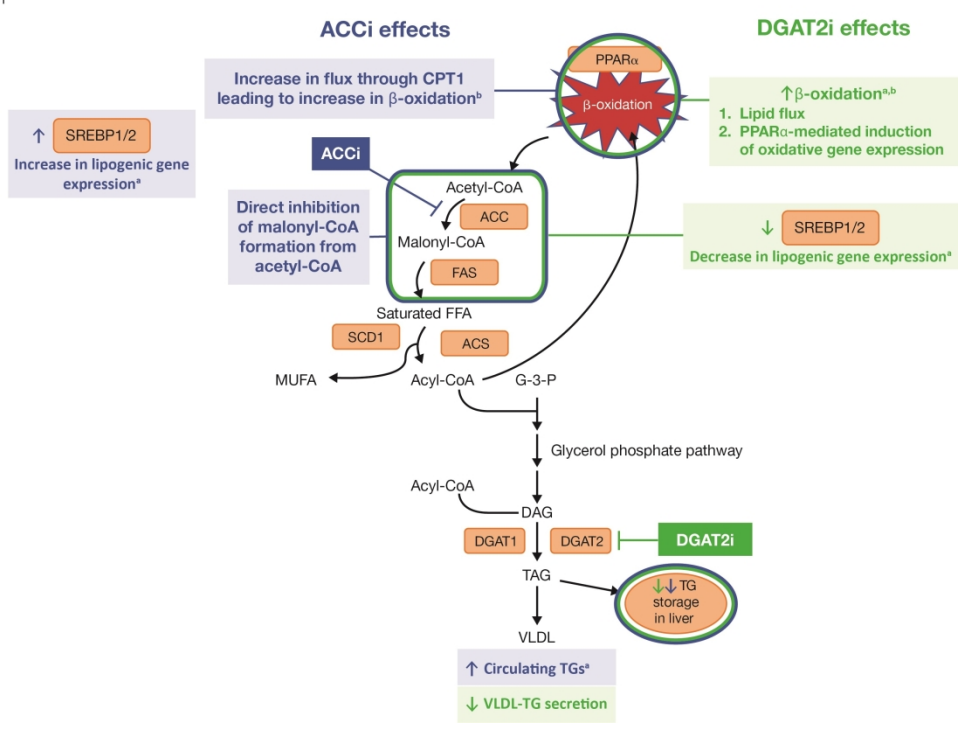 ACCi effects
DGAT2i effects
PPARα
β-oxidation
Increase in flux through CPT1
leading to increase in β-oxidationᵇ
↑β-oxidationᵃ,ᵇ
1. Lipid flux
2. PPARα-mediated induction
of oxidative gene expression
↑ SREBP1/2
Increase in lipogenic gene
expressionᵃ
ACCi
Direct inhibition
of malonyl-CoA
formation from
acetyl-CoA
Acetyl-CoA
ACC
Malonyl-CoA
FAS
↓ SREBP1/2
Decrease in lipogenic gene expressionᵃ
Saturated FFA
SCD1
ACS
MUFA
Acyl-CoA
G-3-P
Glycerol phosphate pathway
Acyl-CoA
DAG
DGAT1
DGAT2
DGAT2i
TAG
↓↓ TG
storage
in liver
VLDL
↑ Circulating TGsᵃ
↓ VLDL-TG secretion